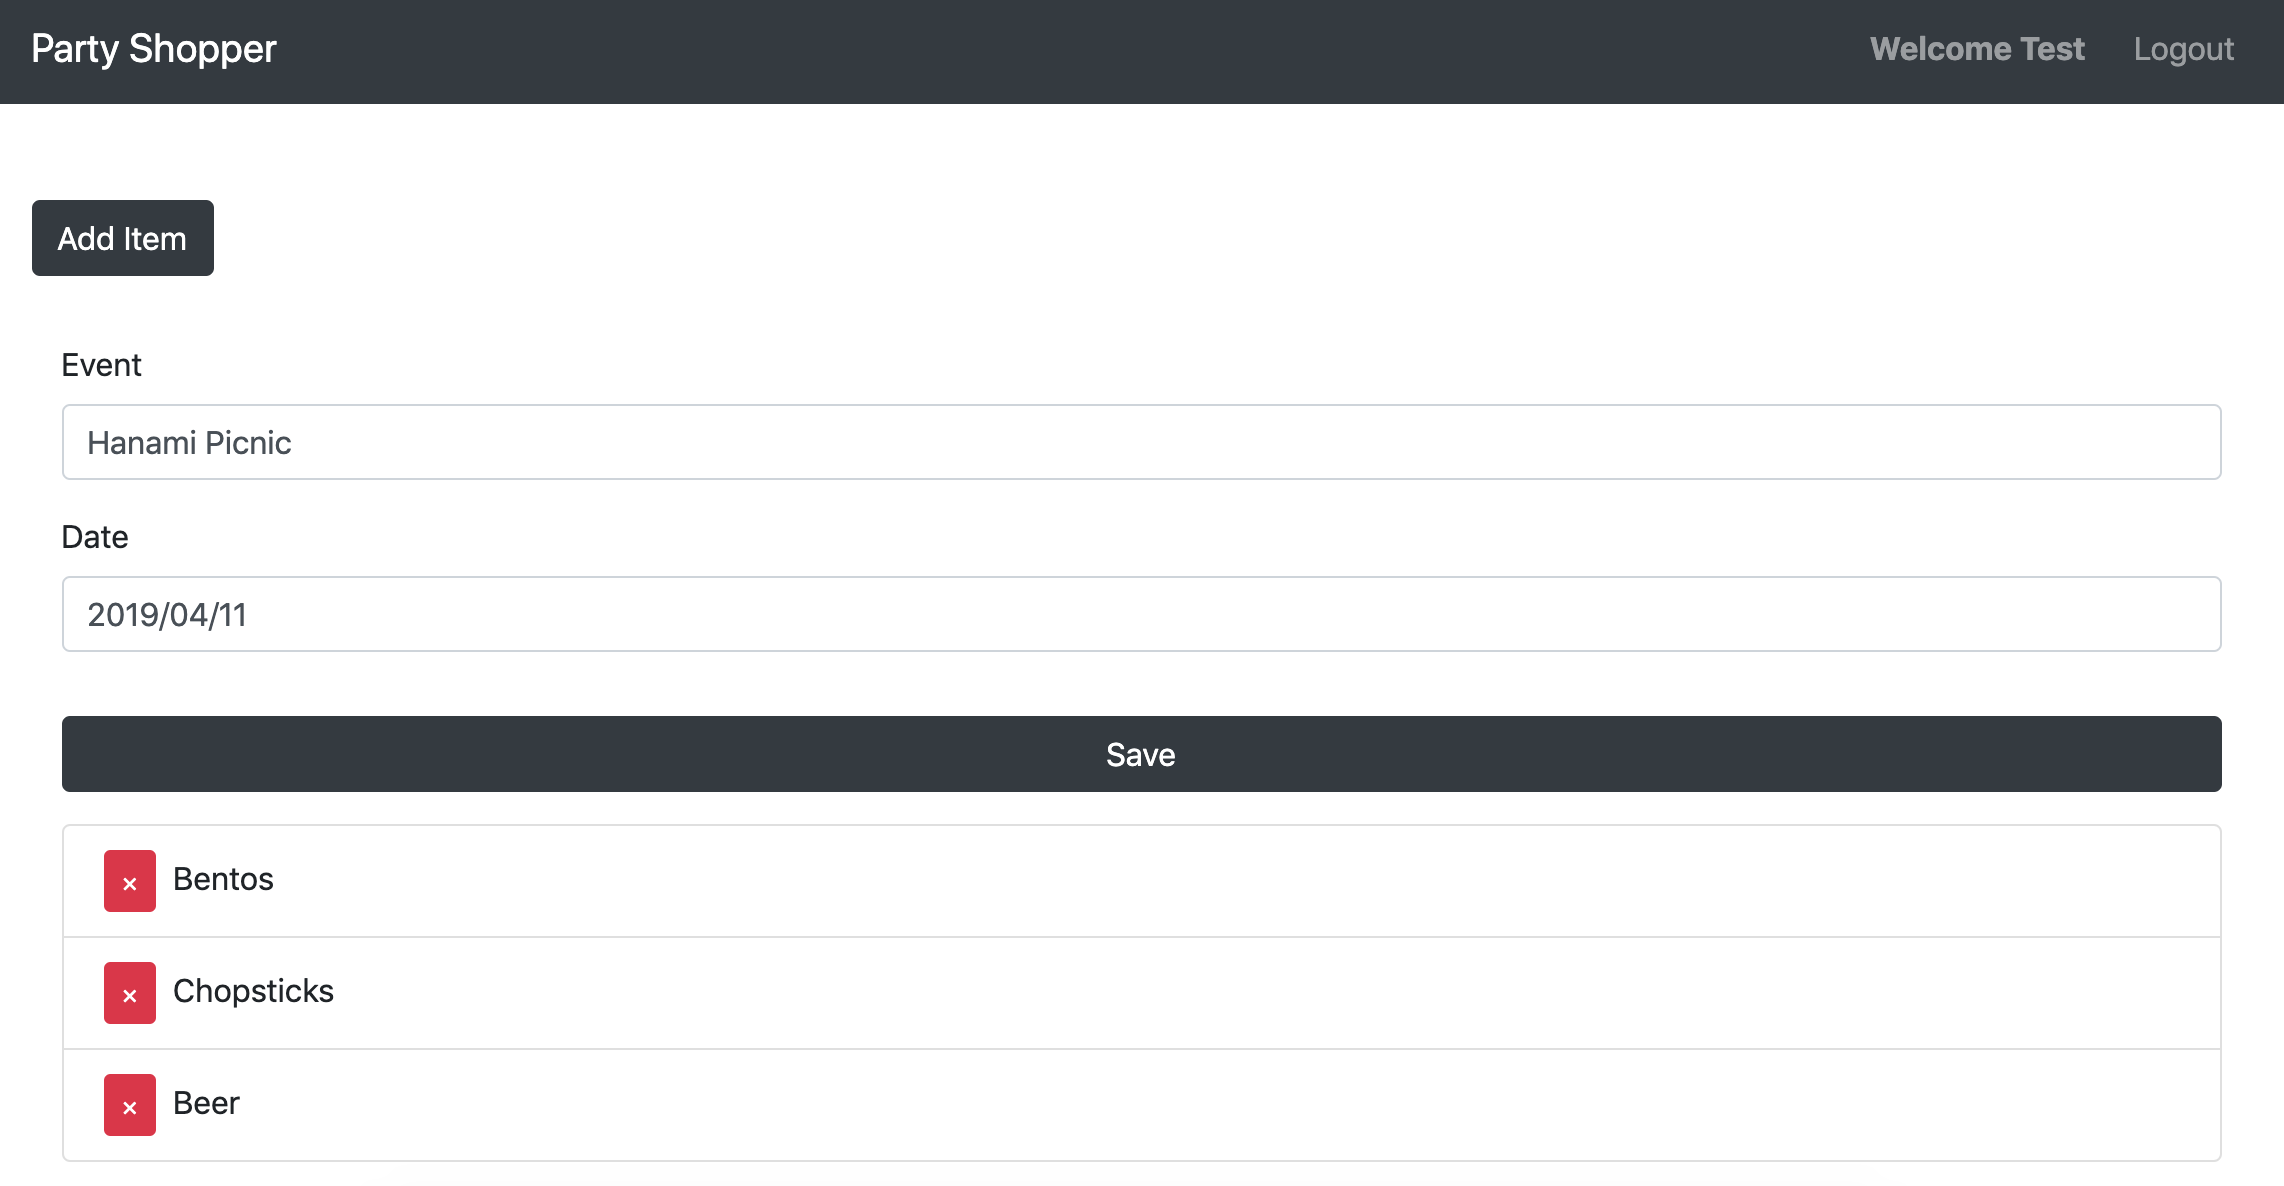 Party Shopper
Welcome Test
Logout
Add Item
Event
Hanami Picnic
Date
2019/04/11
Save
× Bentos
× Chopsticks
× Beer